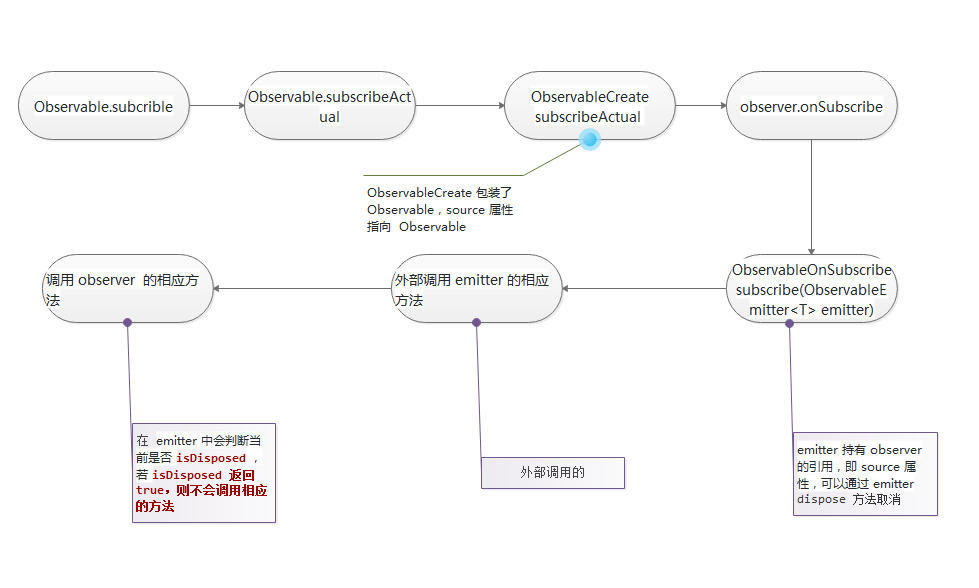 Observable.subcrible
Observable.subscribeAct
ual
ObservableCreate
subscribeActual
observer.onSubscribe
ObservableCreate 包装了
Observable，source 属性
指向 Observable
调用 observer 的相应方
法
外部调用 emitter 的相应
方法
ObservableOnSubscribe
subscribe(ObservableE
mitter<T> emitter)
在 emitter 中会判断当
前是否 isDisposed ，
若 isDisposed 返回
true，则不会调用相应
的方法
外部调用的
emitter 持有 observer
的引用，即 source 属
性，可以通过 emitter
dispose 方法取消